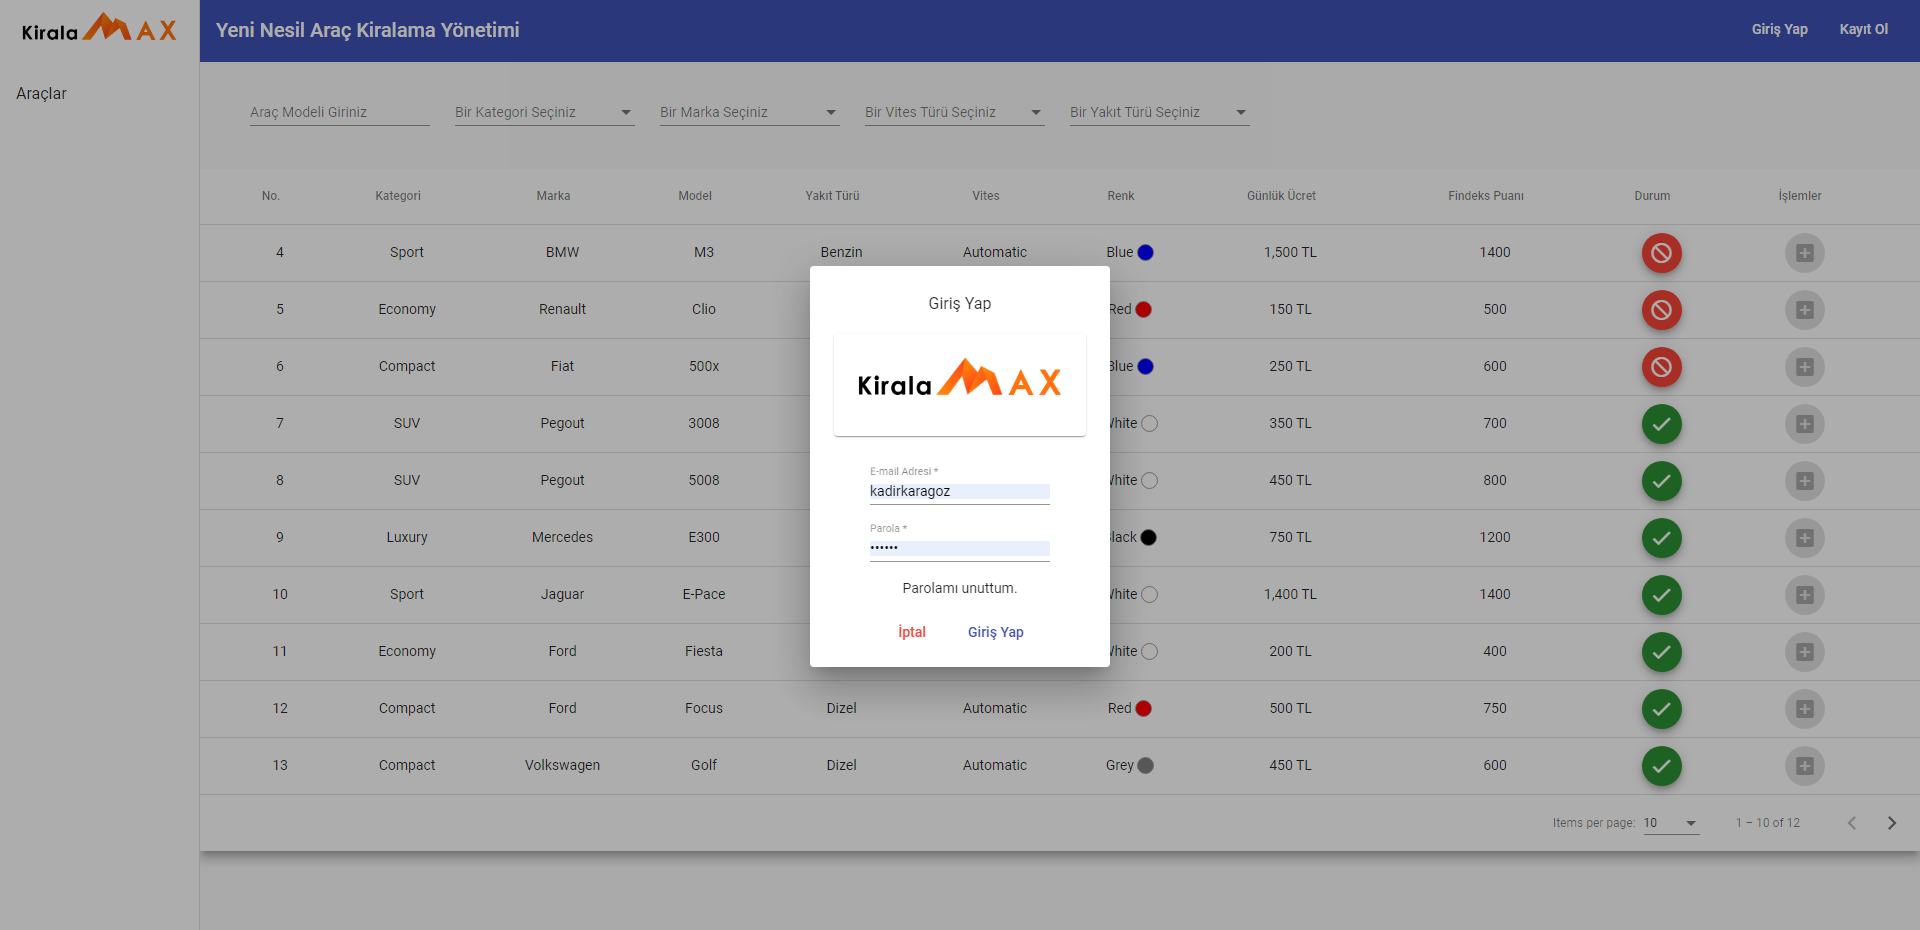 Kirala MAX
Yeni Nesil Araç Kiralama Yönetimi
Giriş Yap
Kayıt Ol
Araçlar
Araç Modeli Giriniz
Bir Kategori Seçiniz
Bir Marka Seçiniz
Bir Vites Türü Seçiniz
Bir Yakıt Türü Seçiniz
No. Kategori Marka Model Yakıt Türü Vites Renk Günlük Ücret Findeks Puanı Durum İşlemler
4 Sport BMW M3 Benzin Automatic Blue 1,500 TL 1400
5 Economy Renault Clio Red 150 TL 500
6 Compact Fiat 500x 250 TL 600
7 SUV Pegout 3008 350 TL 700
8 SUV Pegout 5008 450 TL 800
9 Luxury Mercedes E300 750 TL 1200
10 Sport Jaguar E-Pace 1,400 TL 1400
11 Economy Ford Fiesta 200 TL 400
12 Compact Ford Focus Dizel Automatic Red 500 TL 750
13 Compact Volkswagen Golf Dizel Automatic Grey 450 TL 600
Items per page: 10 1 – 10 of 12
Giriş Yap
Kirala MAX
E-mail Adresi *
kadirkaragoz
Parola *
••••••
Parolamı unuttum.
İptal
Giriş Yap